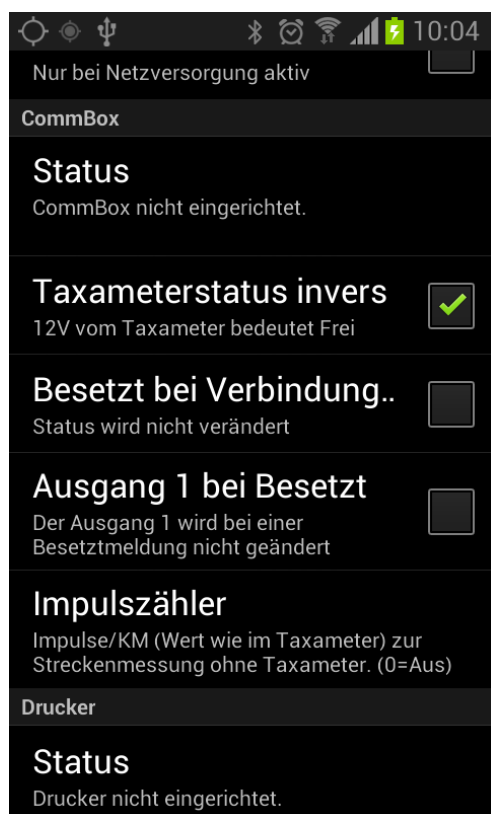 10:04
Nur bei Netzversorgung aktiv
CommBox
Status
CommBox nicht eingerichtet.
Taxameterstatus invers
12V vom Taxameter bedeutet Frei
Besetzt bei Verbindung..
Status wird nicht verändert
Ausgang 1 bei Besetzt
Der Ausgang 1 wird bei einer
Besetztmeldung nicht geändert
Impulszähler
Impulse/KM (Wert wie im Taxameter) zur
Streckenmessung ohne Taxameter. (0=Aus)
Drucker
Status
Drucker nicht eingerichtet.